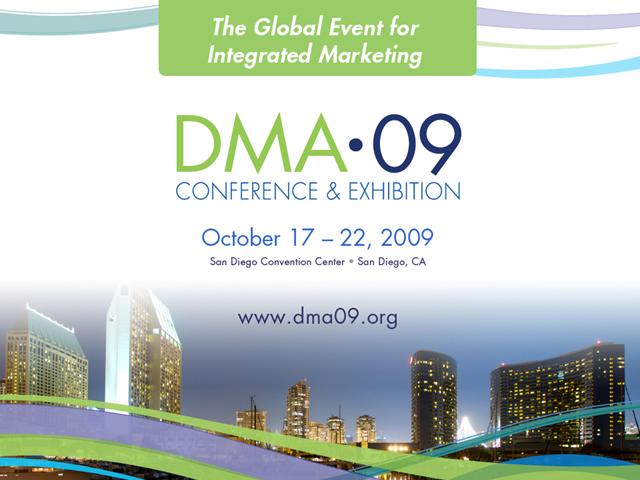 The Global Event for
Integrated Marketing
DMA•09
CONFERENCE & EXHIBITION
October 17 – 22, 2009
San Diego Convention Center • San Diego, CA
www.dma09.org